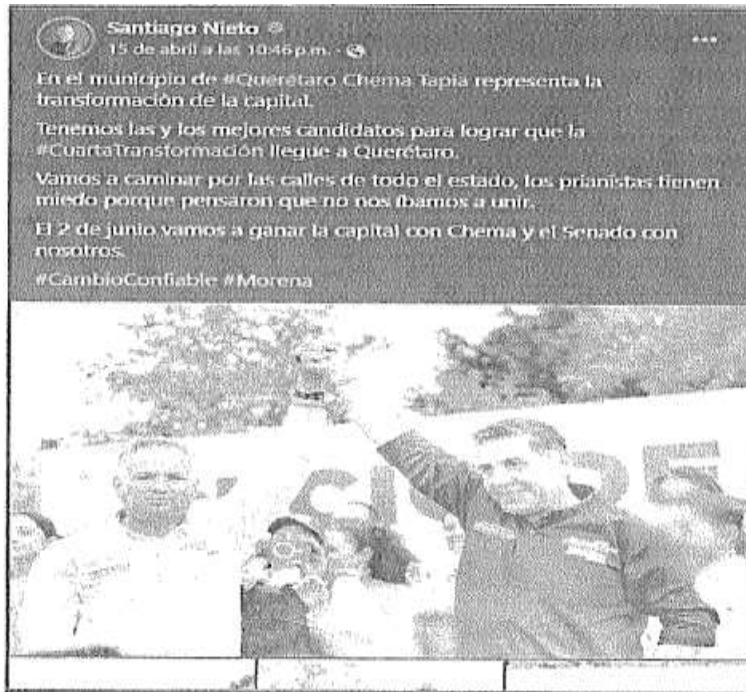 Santiago Nieto
15 de abril a las 10:46 p.m. ·
En el municipio de #Querétaro Chema Tapia representa la
transformación de la capital.
Tenemos las y los mejores candidatos para lograr que la
#CuartaTransformación llegue a Querétaro.
Vamos a caminar por las calles de todo el estado, los prianistas tienen
miedo porque pensaron que no nos íbamos a unir.
El 2 de junio vamos a ganar la capital con Chema y el Senado con
nosotros.
#CambioConfiable #Morena